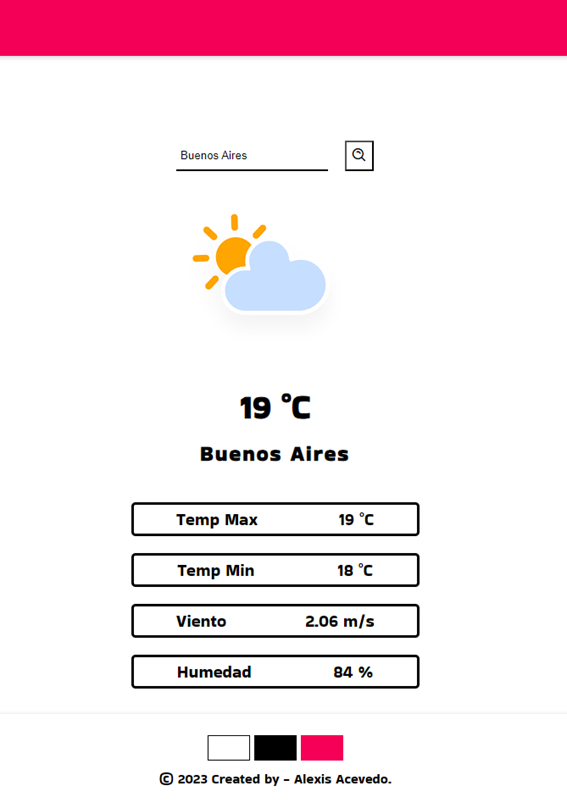 Buenos Aires
19 °C
Buenos Aires
Temp Max 19 °C
Temp Min 18 °C
Viento 2.06 m/s
Humedad 84 %
© 2023 Created by - Alexis Acevedo.